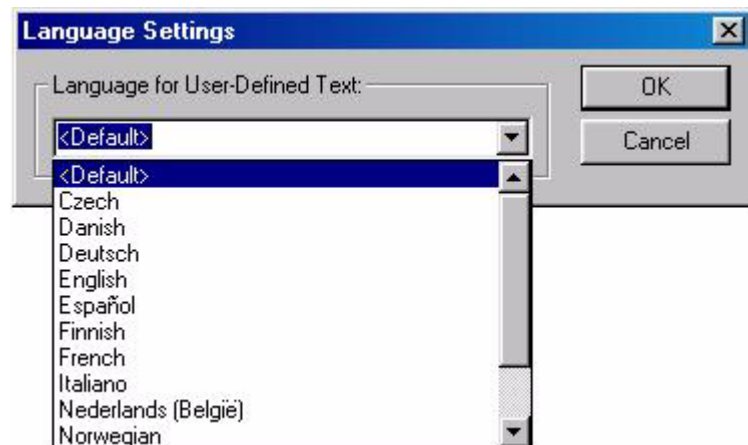 Language Settings
Language for User-Defined Text:
OK
<Default>
Cancel
<Default>
Czech
Danish
Deutsch
English
Español
Finnish
French
Italiano
Nederlands (België)
Norwegian